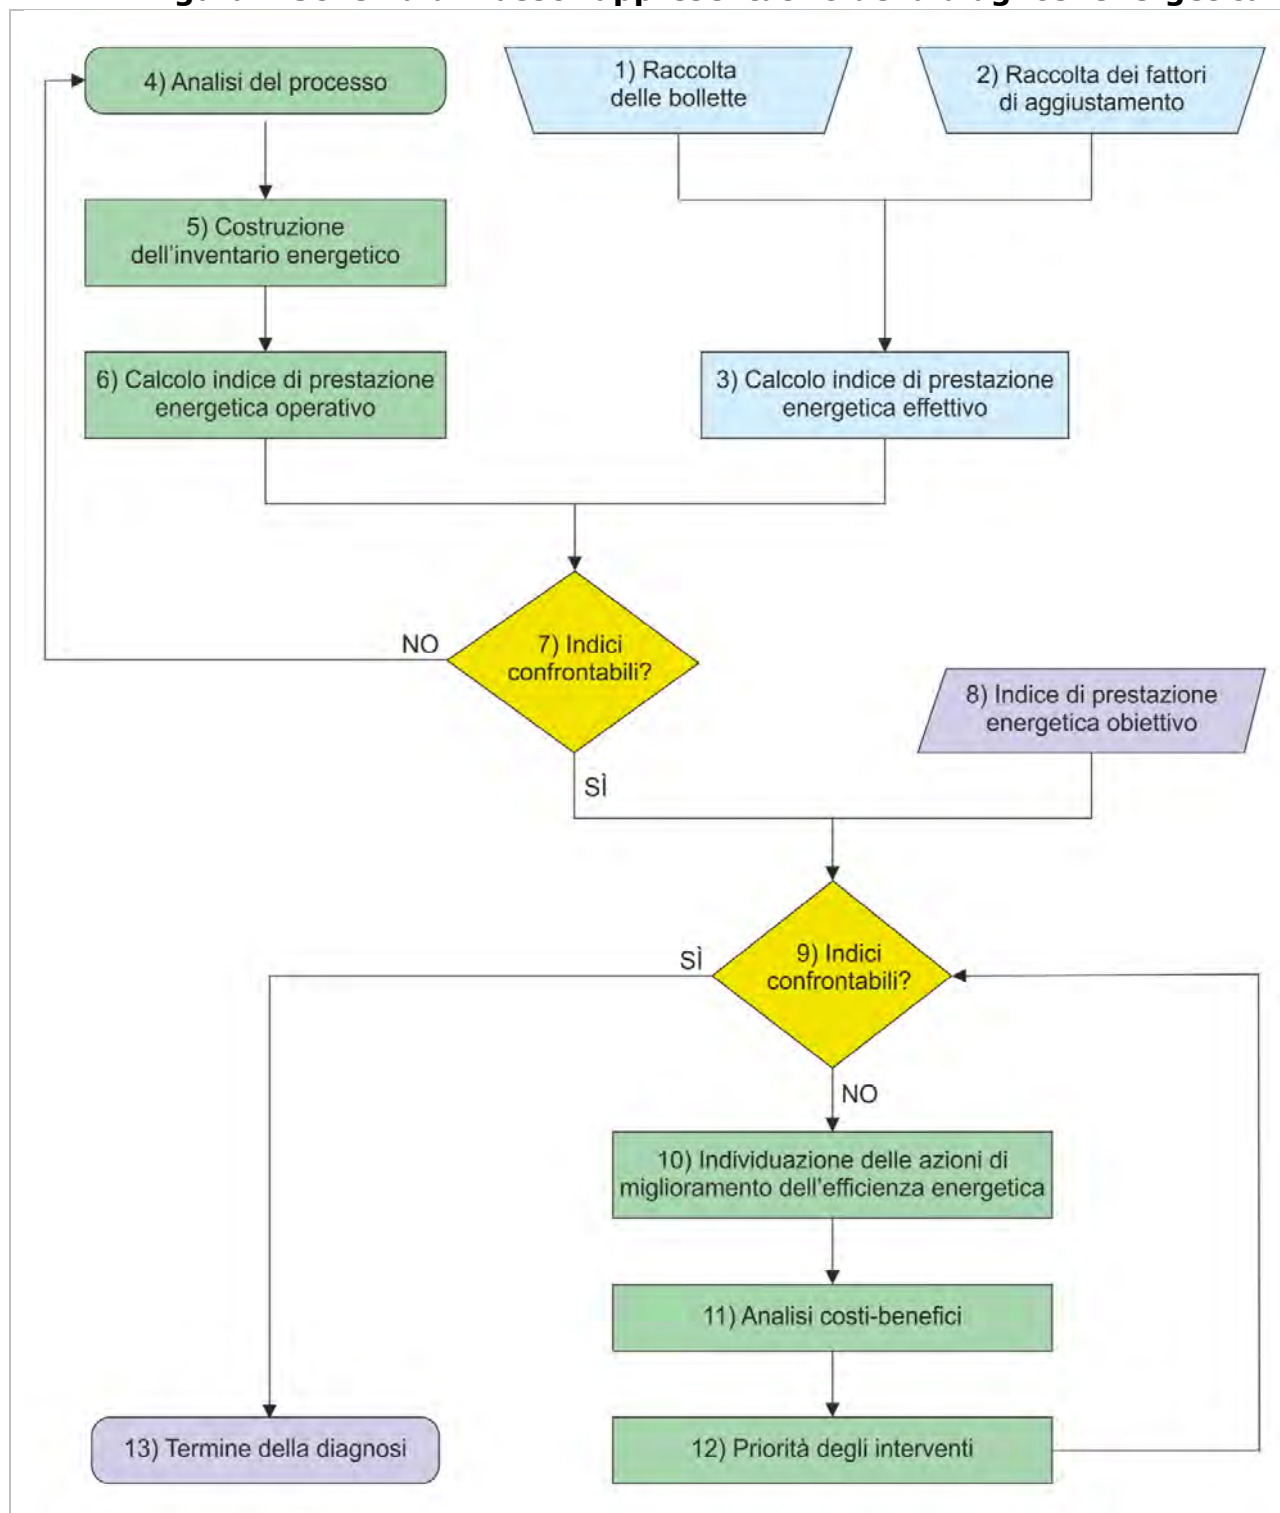 4) Analisi del processo
1) Raccolta
delle bollette
2) Raccolta dei fattori
di aggiustamento
5) Costruzione
dell'inventario energetico
6) Calcolo indice di prestazione
energetica operativo
3) Calcolo indice di prestazione
energetica effettivo
NO
7) Indici
confrontabili?
8) Indice di prestazione
energetica obiettivo
SÌ
SÌ
9) Indici
confrontabili?
NO
10) Individuazione delle azioni di
miglioramento dell'efficienza energetica
11) Analisi costi-benefici
13) Termine della diagnosi
12) Priorità degli interventi